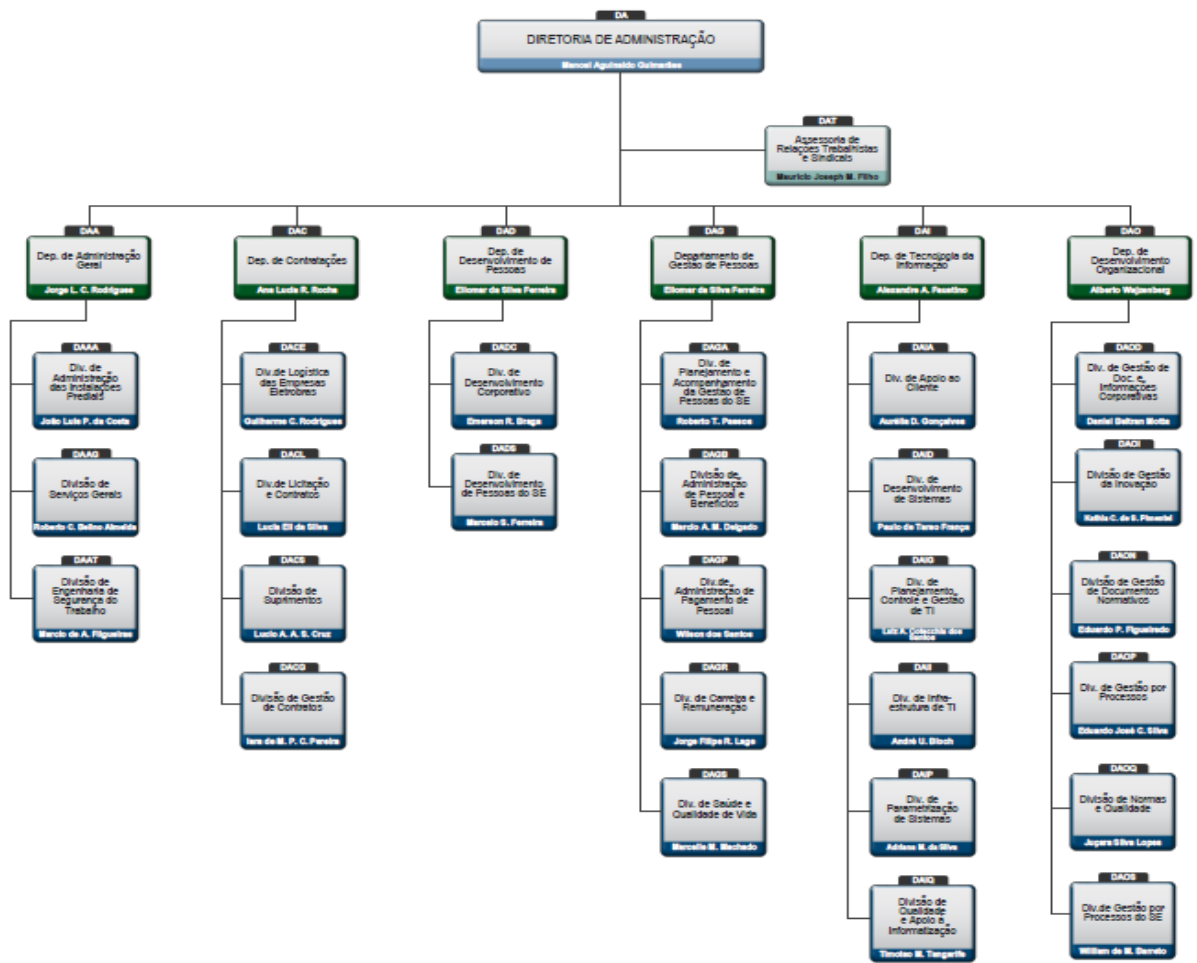 DA
DIRETORIA DE ADMINISTRAÇÃO
Manoel Aguinaldo Guimarães
DAT
Assessoria de
Relações Trabalhistas
e Sindicais
Mauricio Joseph M. Filho
DAA
Dep. de Administração
Geral
Jorge L. C. Rodrigues
DAC
Dep. de Contratações
Ana Lucia R. Rocha
DAD
Dep. de
Desenvolvimento de
Pessoas
Eliomar da Silva Ferreira
DAG
Departamento de
Gestão de Pessoas
Eliomar da Silva Ferreira
DAI
Dep. de Tecnologia da
Informação
Alexandre A. Faustino
DAO
Dep. de
Desenvolvimento
Organizacional
Alberto Wajzenberg
DAAA
Div. de
Administração
das Instalações
Prediais
João Luis P. da Costa
DAAG
Divisão de
Serviços Gerais
Roberto C. Belino Almeida
DAAT
Divisão de
Engenharia de
Segurança do
Trabalho
Marcio de A. Filgueiras
DACE
Div.de Logística
das Empresas
Eletrobras
Guilherme C. Rodrigues
DACL
Div.de Licitação
e Contratos
Lucia Eli da Silva
DACS
Divisão de
Suprimentos
Lucio A. A. S. Cruz
DACG
Divisão de Gestão
de Contratos
Iara de M. P. C. Pereira
DADC
Div. de
Desenvolvimento
Corporativo
Emerson R. Braga
DADS
Div. de
Desenvolvimento
de Pessoas do SE
Marcelo S. Ferreira
DAGA
Div. de
Planejamento e
Acompanhamento
da Gestão de
Pessoas do SE
Roberto T. Passos
DAGB
Divisão de
Administração
de Pessoal e
Benefícios
Marcio A. M. Delgado
DAGP
Div.de
Administração de
Pagamento de
Pessoal
Wilson dos Santos
DAGR
Div. de Carreira e
Remuneração
Jorge Filipe R. Lage
DAGS
Div. de Saúde e
Qualidade de Vida
Marcelle M. Machado
DAIA
Div. de Apoio ao
Cliente
Aurélia D. Gonçalves
DAID
Div. de
Desenvolvimento
de Sistemas
Paulo de Tarso França
DAIG
Div. de
Planejamento,
Controle e Gestão
de TI
Luiz A. dos
Santos
DAII
Div. de Infra-
estrutura de TI
André U. Bloch
DAIP
Div. de
Parametrização
de Sistemas
Adriana M. da Silva
DAIQ
Divisão de
Qualidade
e Apoio à
Informatização
Timoteo M. Tangarife
DAOD
Div. de Gestão de
Doc. e
Informações
Corporativas
Daniel Beltran Motta
DAOI
Divisão de Gestão
da Inovação
Kathia C. de S. Pimentel
DAON
Divisão de Gestão
de Documentos
Normativos
Eduardo P. Figueiredo
DAOP
Div. de Gestão por
Processos
Eduardo José C. Silva
DAOQ
Divisão de Normas
e Qualidade
Juçara Silva Lopes
DAOS
Div.de Gestão por
Processos do SE
William de M. Barreto